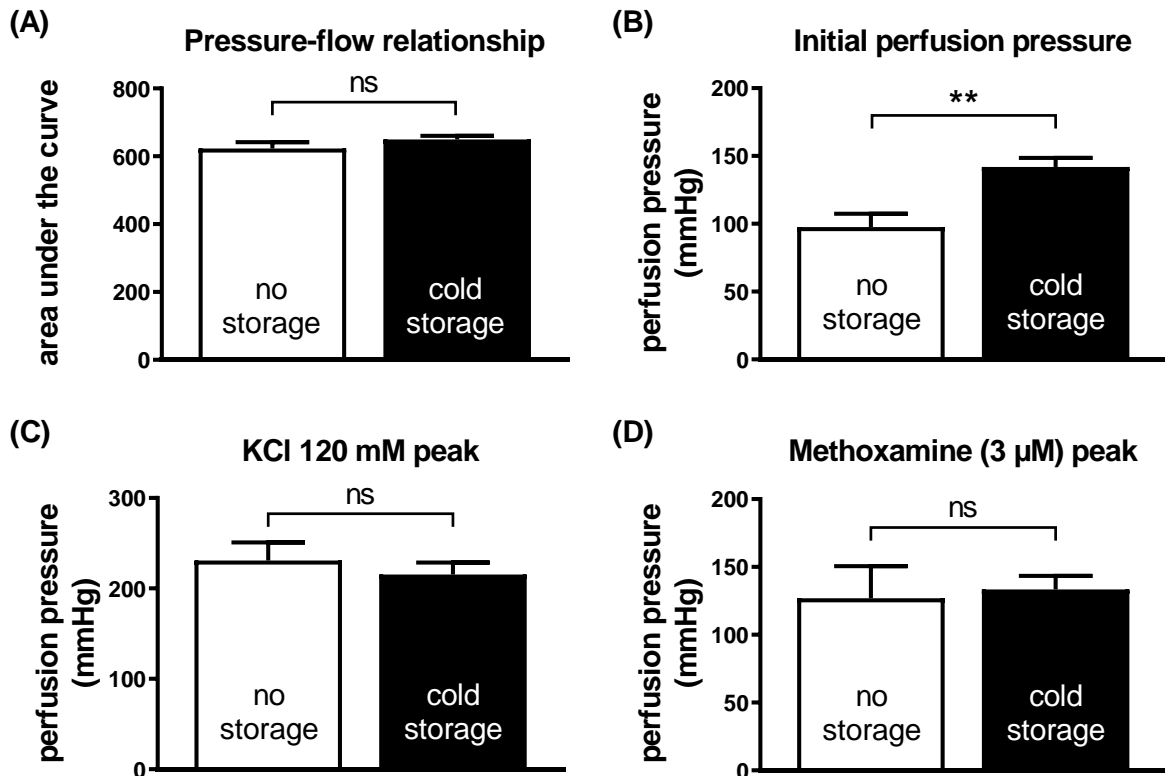 (A)
Pressure-flow relationship
area under the curve
800
600
400
200
0
ns
no
storage
cold
storage
(B)
Initial perfusion pressure
perfusion pressure
(mmHg)
200
150
100
50
0
**
no
storage
cold
storage
(C)
KCl 120 mM peak
perfusion pressure
(mmHg)
300
200
100
0
ns
no
storage
cold
storage
(D)
Methoxamine (3 µM) peak
perfusion pressure
(mmHg)
200
150
100
50
0
ns
no
storage
cold
storage